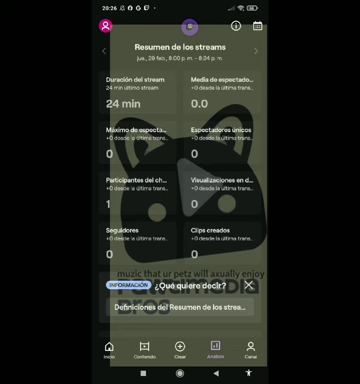 20:26
Resumen de los streams
jue., 29 feb., 8:00 p. m. - 8:24 p. m.
Duración del stream
24 min último stream
24 min
Media de espectado...
+0 desde la última trans...
0.0
Máximo de especta...
+0 desde la última trans...
0
Espectadores únicos
+0 desde la última trans...
0
Participantes del ch...
+0 desde la última trans...
1
Visualizaciones en d...
+0 desde la última trans...
0
Seguidores
+0 desde la última trans...
0
Clips creados
+0 desde la última trans...
0
muzic that ur petz will axually enjoy
INFORMACIÓN ¿Qué quiere decir?
Bros
Definiciones del Resumen de los strea...
Inicio
Contenido
Crear
Análisis
Canal